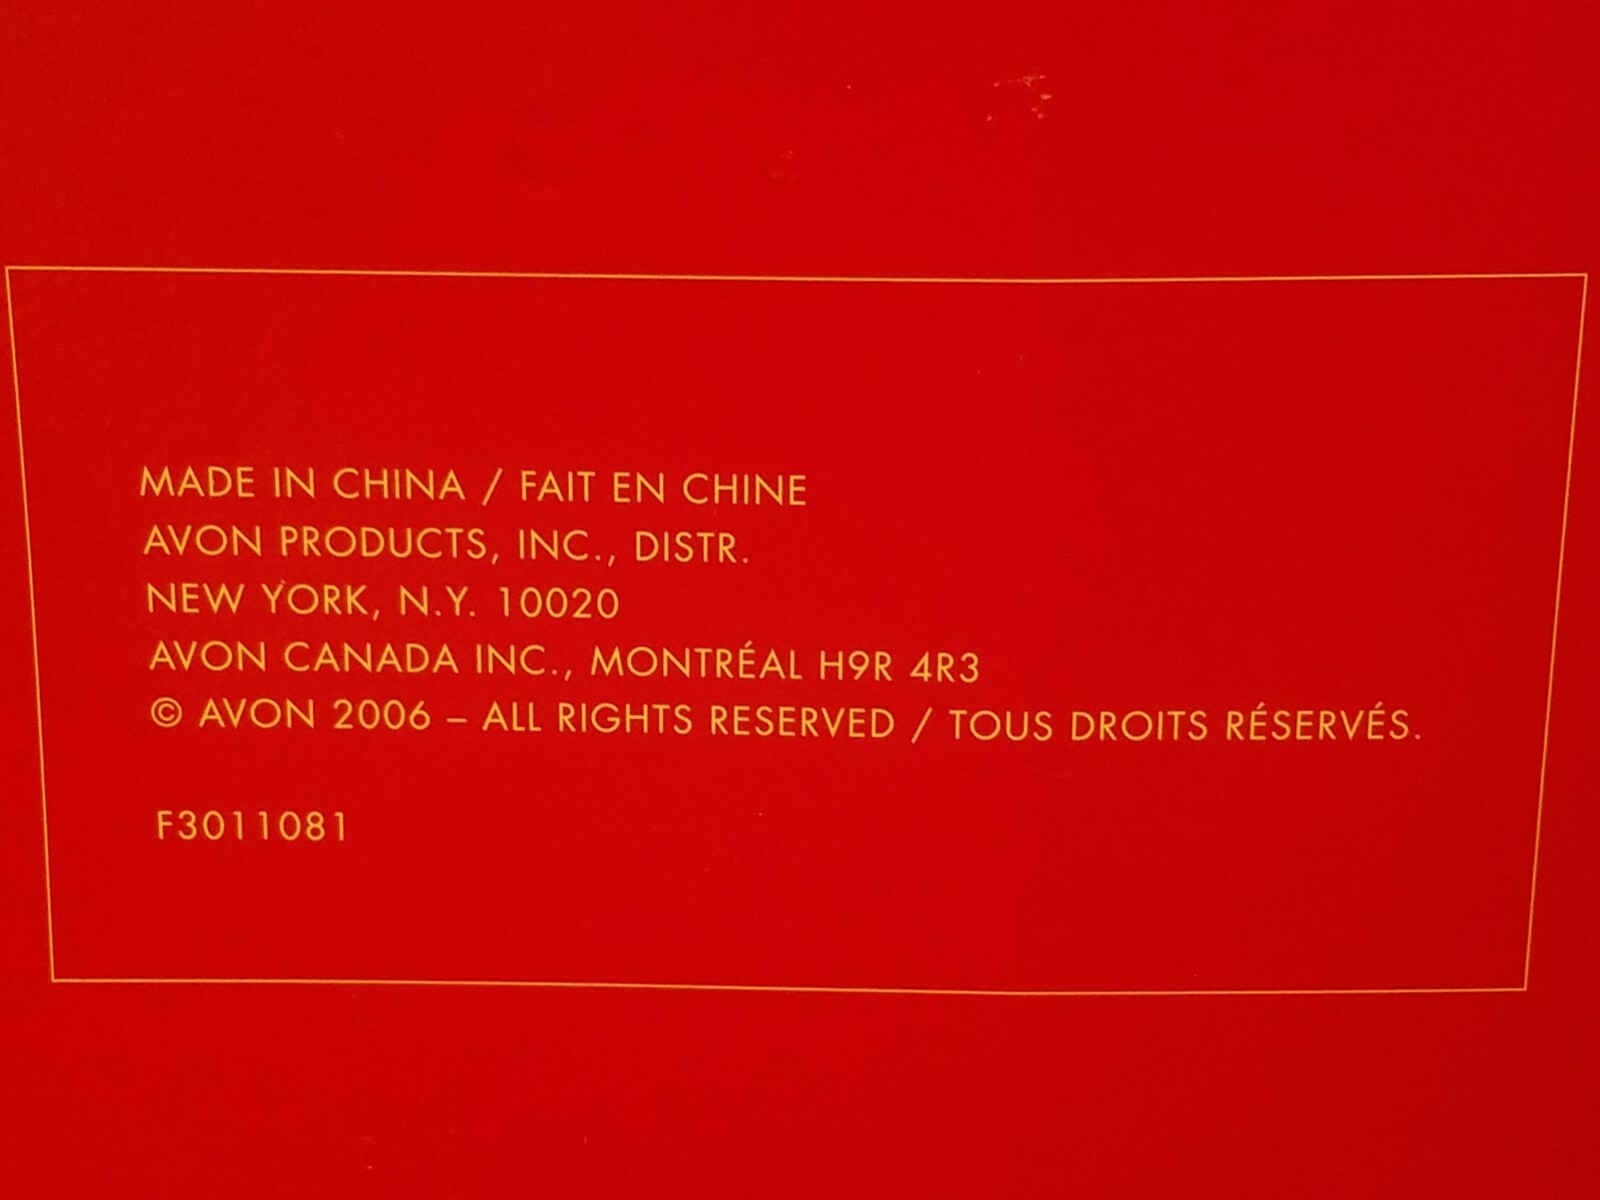 MADE IN CHINA / FAIT EN CHINE
AVON PRODUCTS, INC., DISTR.
NEW YORK, N.Y. 10020
AVON CANADA INC., MONTRÉAL H9R 4R3
© AVON 2006 – ALL RIGHTS RESERVED / TOUS DROITS RÉSERVÉS.
F3011081